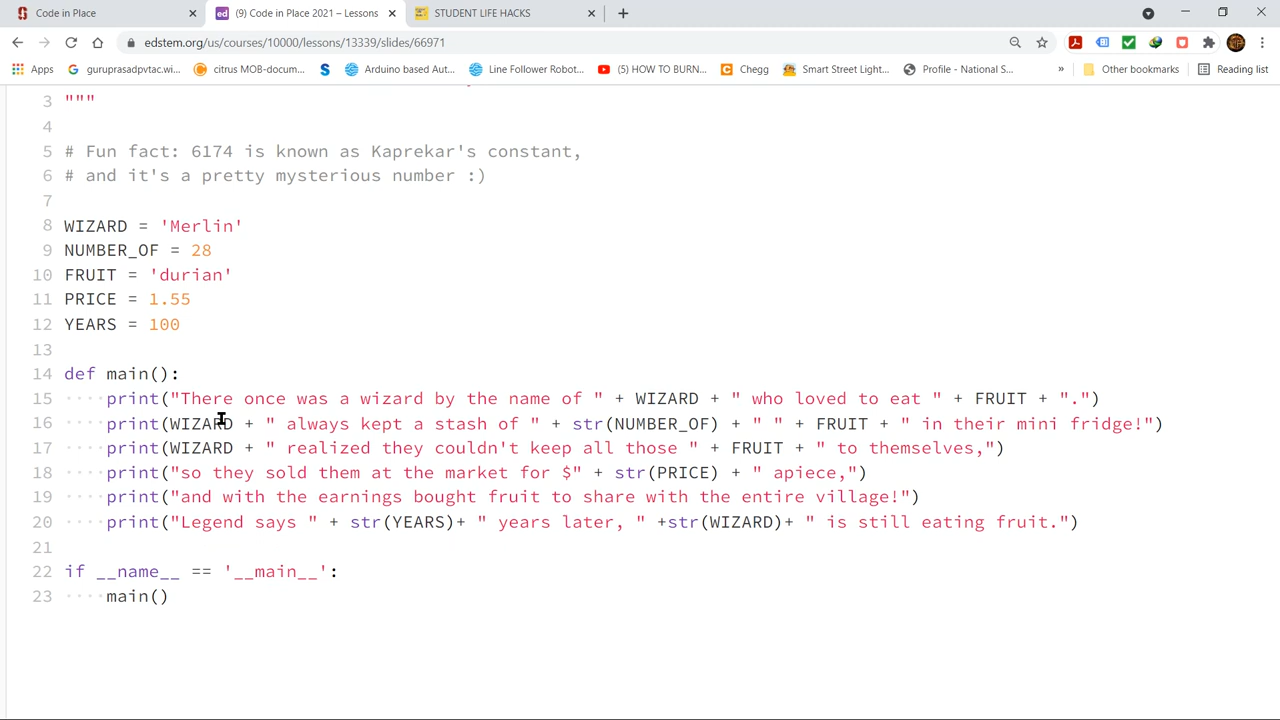 Code in Place
ed (9) Code in Place 2021 – Lessons
STUDENT LIFE HACKS
edstem.org/us/courses/10000/lessons/13339/slides/66971
Apps guruprasadpvtac.wi... citrus MOB-docum... S Arduino based Aut... Line Follower Robot... (5) HOW TO BURN... Chegg Smart Street Light... Profile - National S... » Other bookmarks Reading list
3 """
4
5 # Fun fact: 6174 is known as Kaprekar's constant,
6 # and it's a pretty mysterious number :)
7
8 WIZARD = 'Merlin'
9 NUMBER_OF = 28
10 FRUIT = 'durian'
11 PRICE = 1.55
12 YEARS = 100
13
14 def main():
15 ····print("There once was a wizard by the name of " + WIZARD + " who loved to eat " + FRUIT + ".")
16 ····print(WIZARD + " always kept a stash of " + str(NUMBER_OF) + " " + FRUIT + " in their mini fridge!")
17 ····print(WIZARD + " realized they couldn't keep all those " + FRUIT + " to themselves,")
18 ····print("so they sold them at the market for $" + str(PRICE) + " apiece,")
19 ····print("and with the earnings bought fruit to share with the entire village!")
20 ····print("Legend says " + str(YEARS)+ " years later, " +str(WIZARD)+ " is still eating fruit.")
21
22 if __name__ == '__main__':
23 ····main()